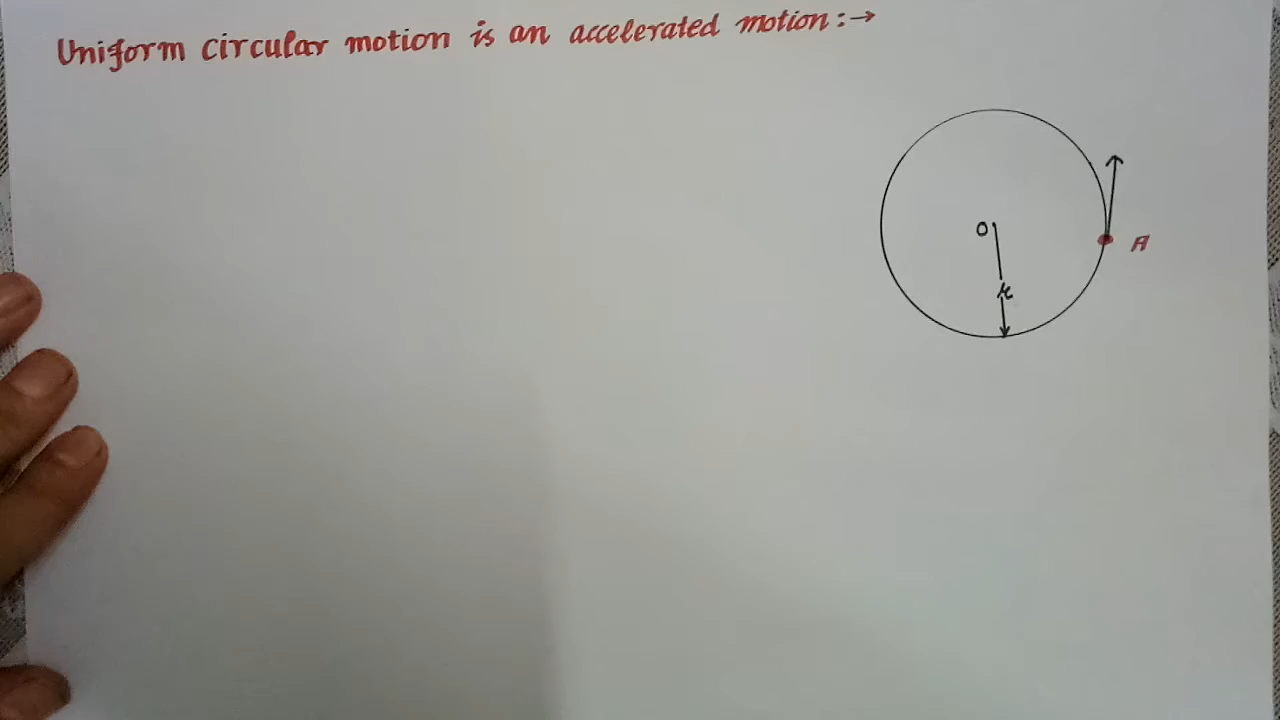 Uniform circular motion is an accelerated motion :→
O
r
A